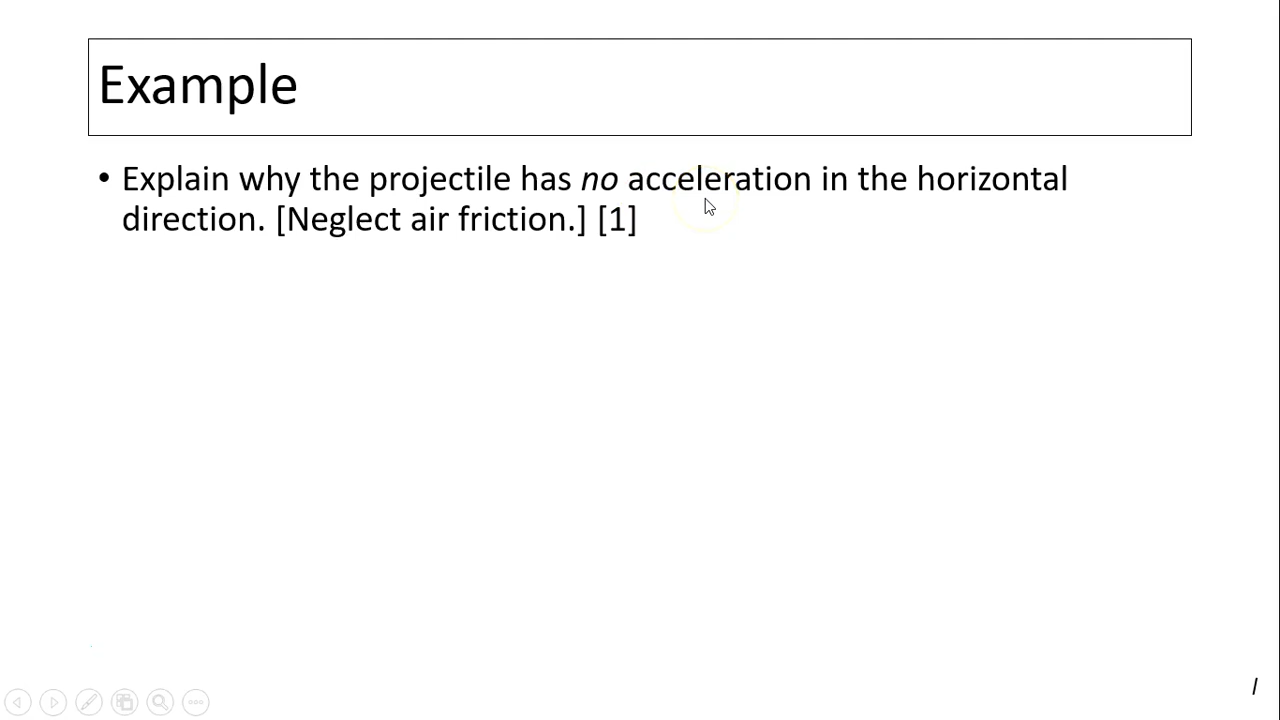 Example
• Explain why the projectile has no acceleration in the horizontal
direction. [Neglect air friction.] [1]
I